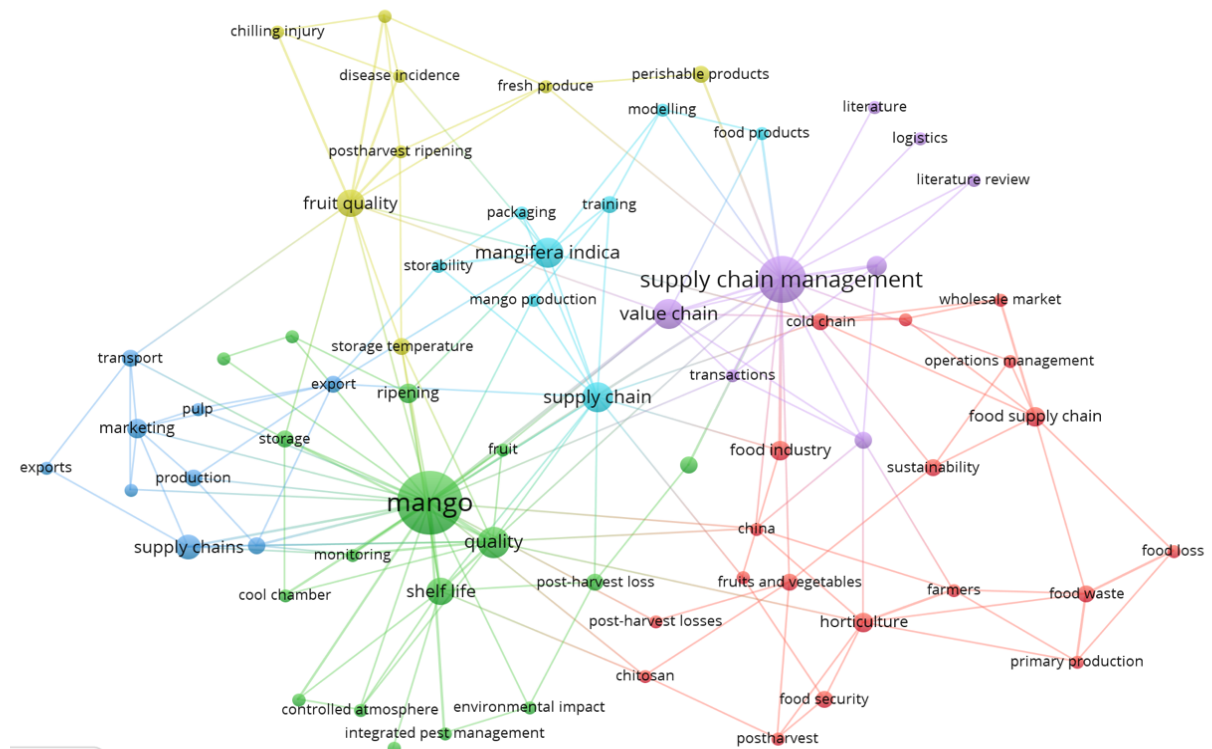 chilling injury
disease incidence
fresh produce
perishable products
modelling
literature
food products
logistics
postharvest ripening
literature review
fruit quality
packaging
training
mangifera indica
storability
supply chain management
mango production
value chain
wholesale market
cold chain
storage temperature
transport
operations management
export
ripening
transactions
supply chain
pulp
food supply chain
marketing
storage
fruit
food industry
exports
production
sustainability
mango
china
quality
supply chains
monitoring
food loss
post-harvest loss
fruits and vegetables
shelf life
cool chamber
farmers
food waste
post-harvest losses
horticulture
primary production
chitosan
food security
controlled atmosphere
environmental impact
integrated pest management
postharvest